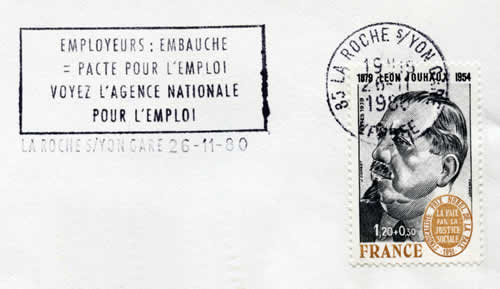 EMPLOYEURS : EMBAUCHE
= PACTE POUR L'EMPLOI
VOYEZ L'AGENCE NATIONALE
POUR L'EMPLOI
LA ROCHE S/YON GARE 26-11-80
85 LA ROCHE S/YON
1879 LEON JOUHAUX 1954
LA PAIX
PAR LA
JUSTICE
SOCIALE
1,20+0,30
FRANCE